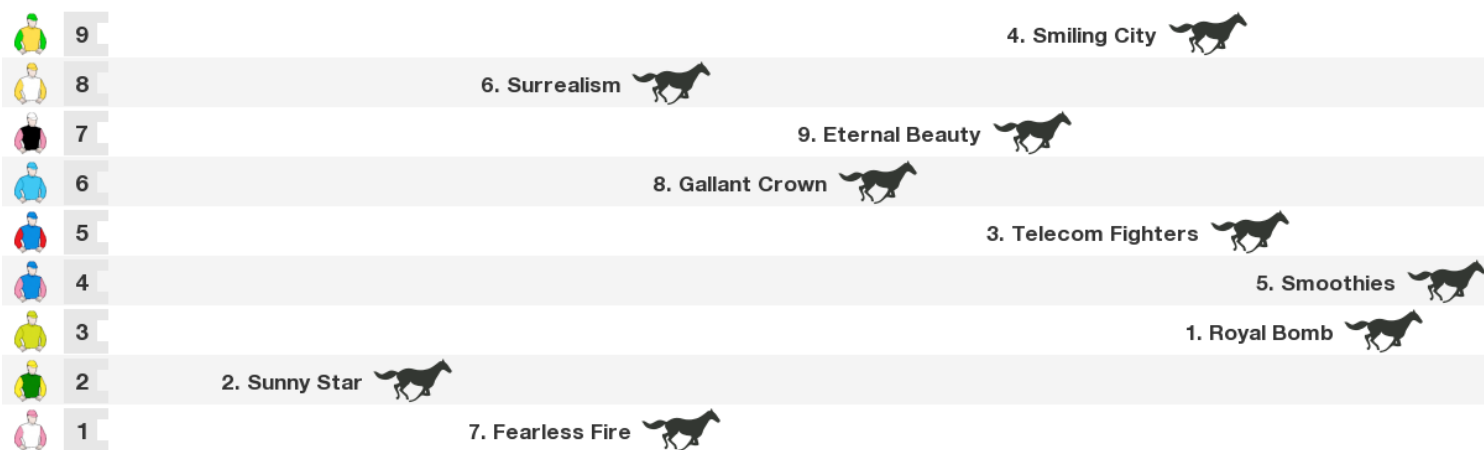 9 4. Smiling City
8 6. Surrealism
7 9. Eternal Beauty
6 8. Gallant Crown
5 3. Telecom Fighters
4 5. Smoothies
3 1. Royal Bomb
2 2. Sunny Star
1 7. Fearless Fire